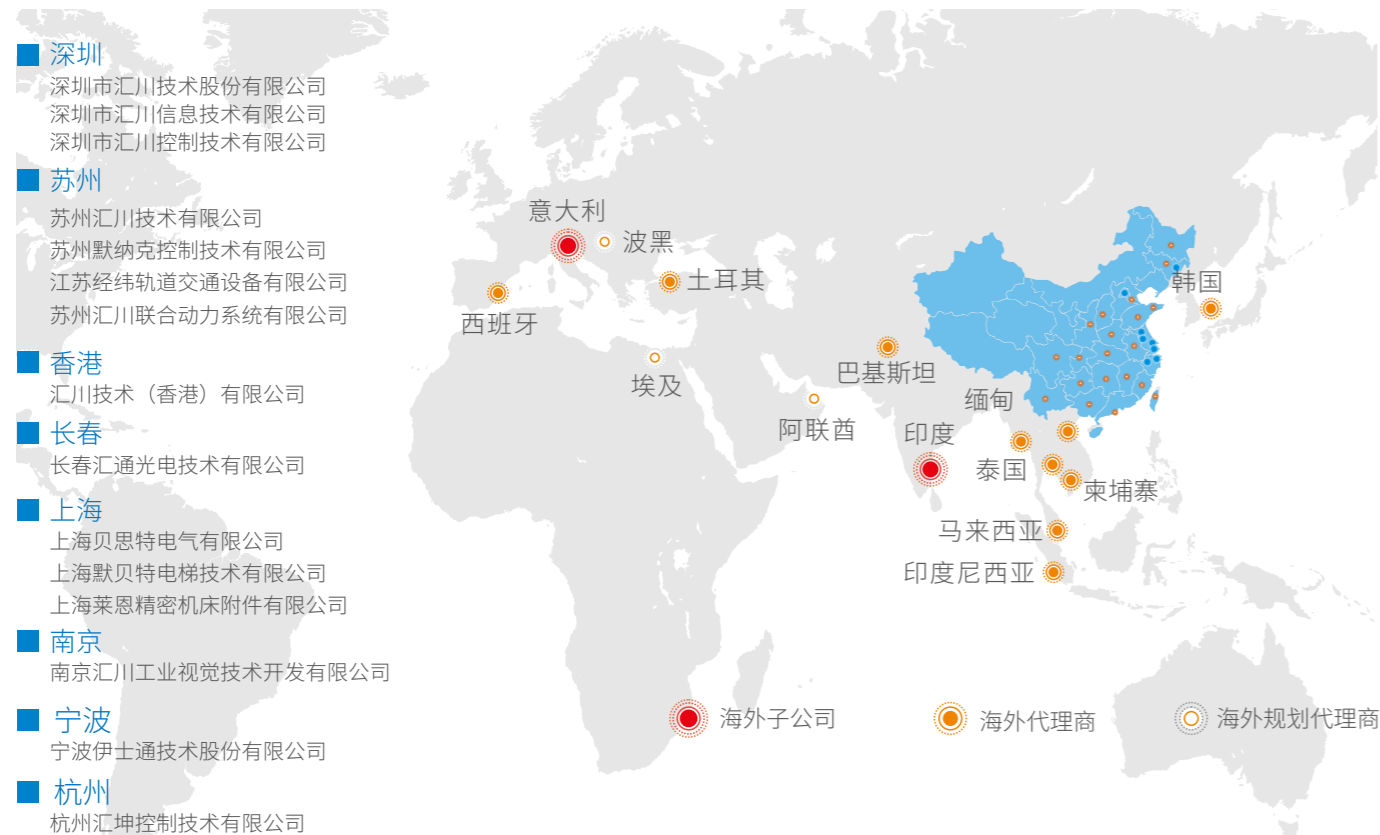 深圳
深圳市汇川技术股份有限公司
深圳市汇川信息技术有限公司
深圳市汇川控制技术有限公司
苏州
苏州汇川技术有限公司
苏州默纳克控制技术有限公司
江苏经纬轨道交通设备有限公司
苏州汇川联合动力系统有限公司
香港
汇川技术（香港）有限公司
长春
长春汇通光电技术有限公司
上海
上海贝思特电气有限公司
上海默贝特电梯技术有限公司
上海莱恩精密机床附件有限公司
南京
南京汇川工业视觉技术开发有限公司
宁波
宁波伊士通技术股份有限公司
杭州
杭州汇坤控制技术有限公司
意大利
波黑
土耳其
西班牙
埃及
韩国
巴基斯坦
阿联酋
缅甸
印度
泰国
柬埔寨
马来西亚
印度尼西亚
海外子公司
海外代理商
海外规划代理商